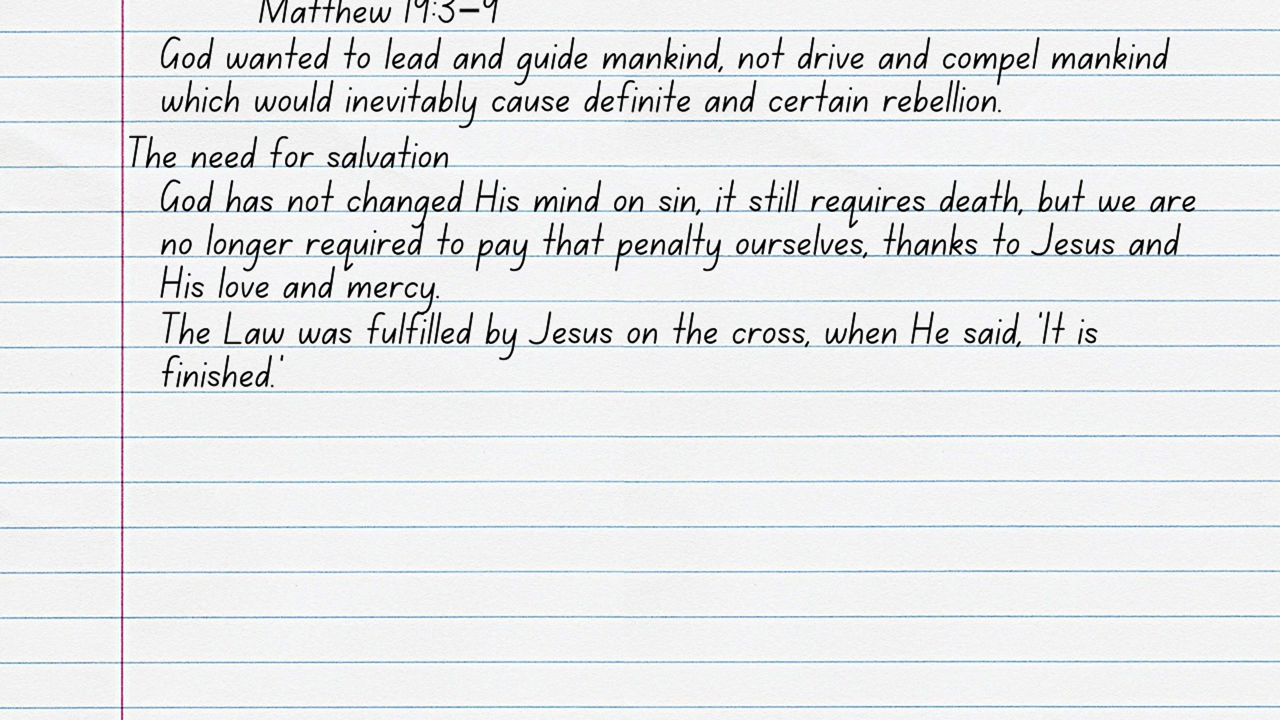 Matthew 19:3–9
God wanted to lead and guide mankind, not drive and compel mankind
which would inevitably cause definite and certain rebellion.
The need for salvation
God has not changed His mind on sin, it still requires death, but we are
no longer required to pay that penalty ourselves, thanks to Jesus and
His love and mercy.
The Law was fulfilled by Jesus on the cross, when He said, 'It is
finished.'